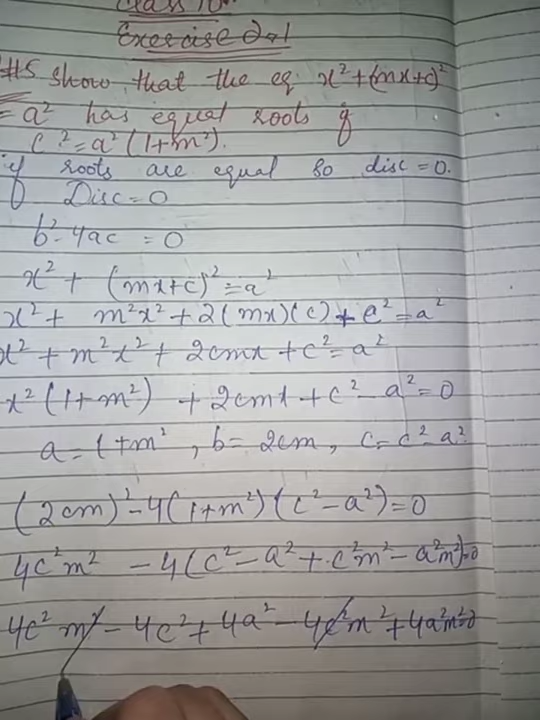 Class 10
Exercise 2.1
#5 show that the eq x² + (mx+c)²
= a² has equal roots if
c² = a² (1+m²).
if roots are equal so disc = 0.
Disc = 0
b² - 4ac = 0
x² + (mx+c)² = a²
x² + m²x² + 2(mx)(c) + c² = a²
x² + m²x² + 2cmx + c² = a²
x² (1+m²) + 2cmx + c² - a² = 0
a = 1+m², b = 2cm, c = c² - a²
(2cm)² - 4(1+m²)(c² - a²) = 0
4c²m² - 4(c² - a² + c²m² - a²m²) = 0
4c²m² - 4c² + 4a² - 4c²m² + 4a²m² = 0